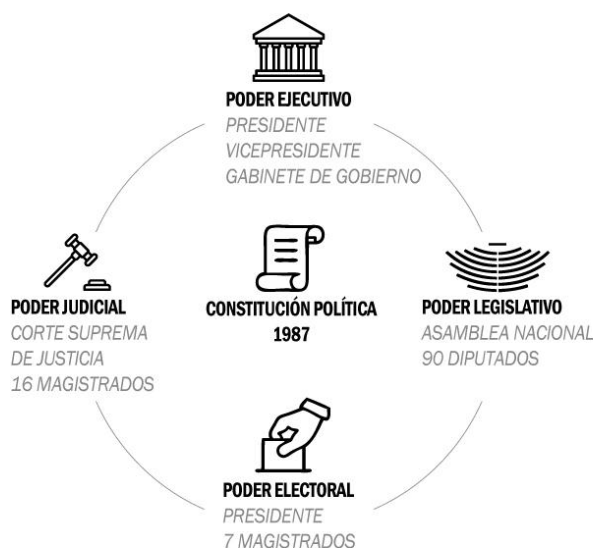 PODER EJECUTIVO
PRESIDENTE
VICEPRESIDENTE
GABINETE DE GOBIERNO
PODER JUDICIAL
CORTE SUPREMA
DE JUSTICIA
16 MAGISTRADOS
CONSTITUCIÓN POLÍTICA
1987
PODER LEGISLATIVO
ASAMBLEA NACIONAL
90 DIPUTADOS
PODER ELECTORAL
PRESIDENTE
7 MAGISTRADOS